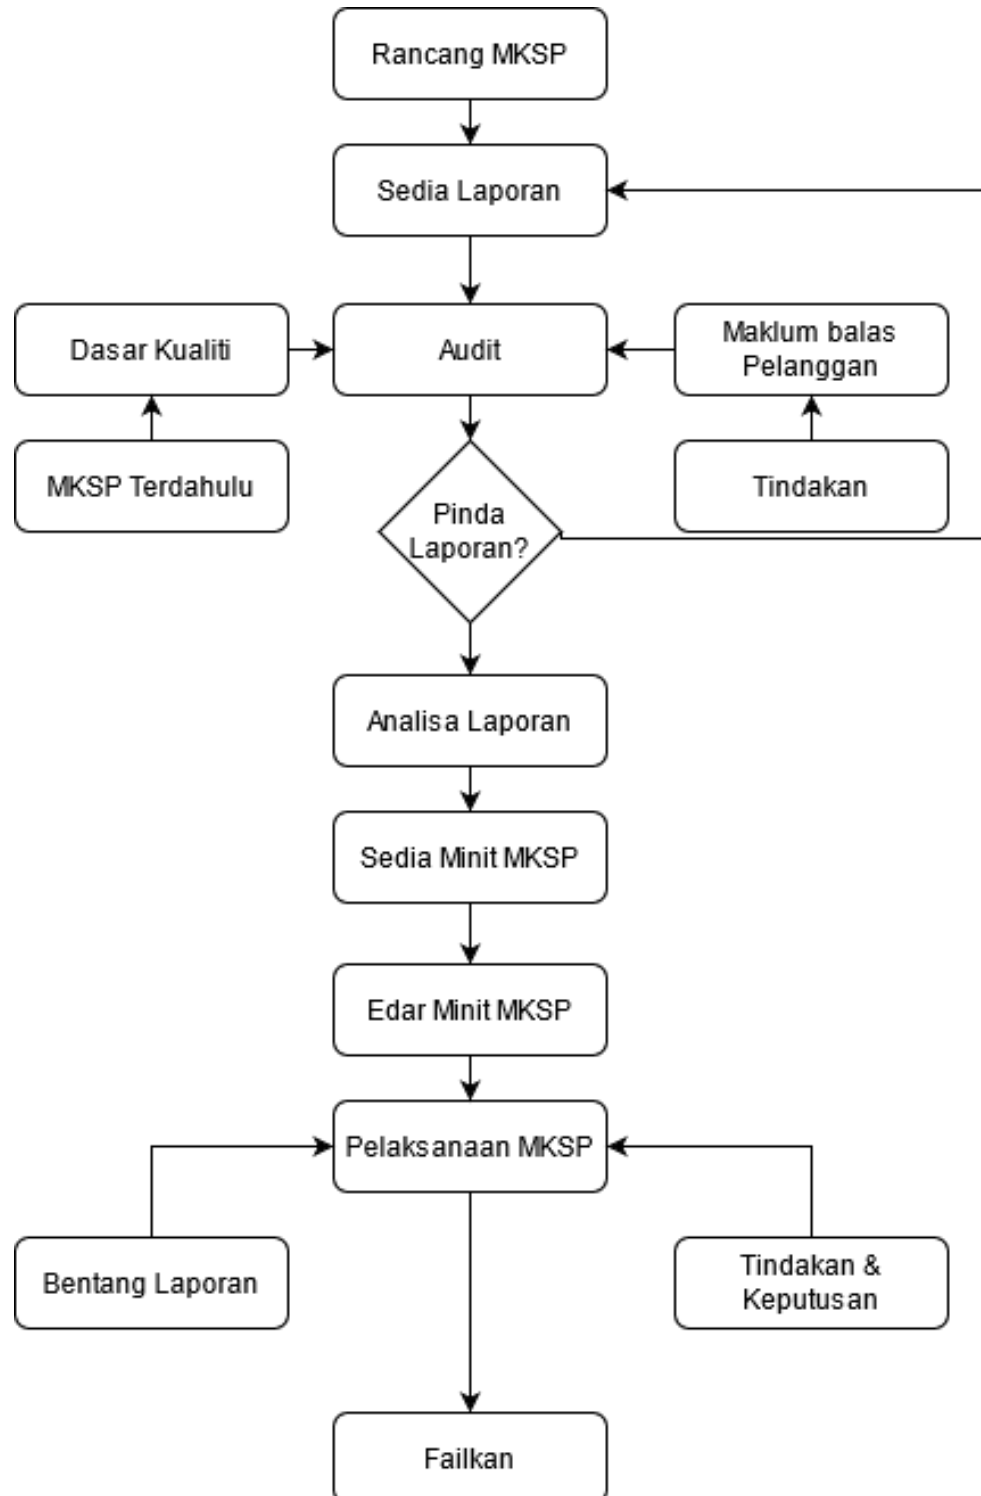 Rancang MKSP
Sedia Laporan
Dasar Kualiti
Audit
Maklum balas
Pelanggan
MKSP Terdahulu
Tindakan
Pinda
Laporan?
Analisa Laporan
Sedia Minit MKSP
Edar Minit MKSP
Pelaksanaan MKSP
Bentang Laporan
Tindakan &
Keputusan
Failkan